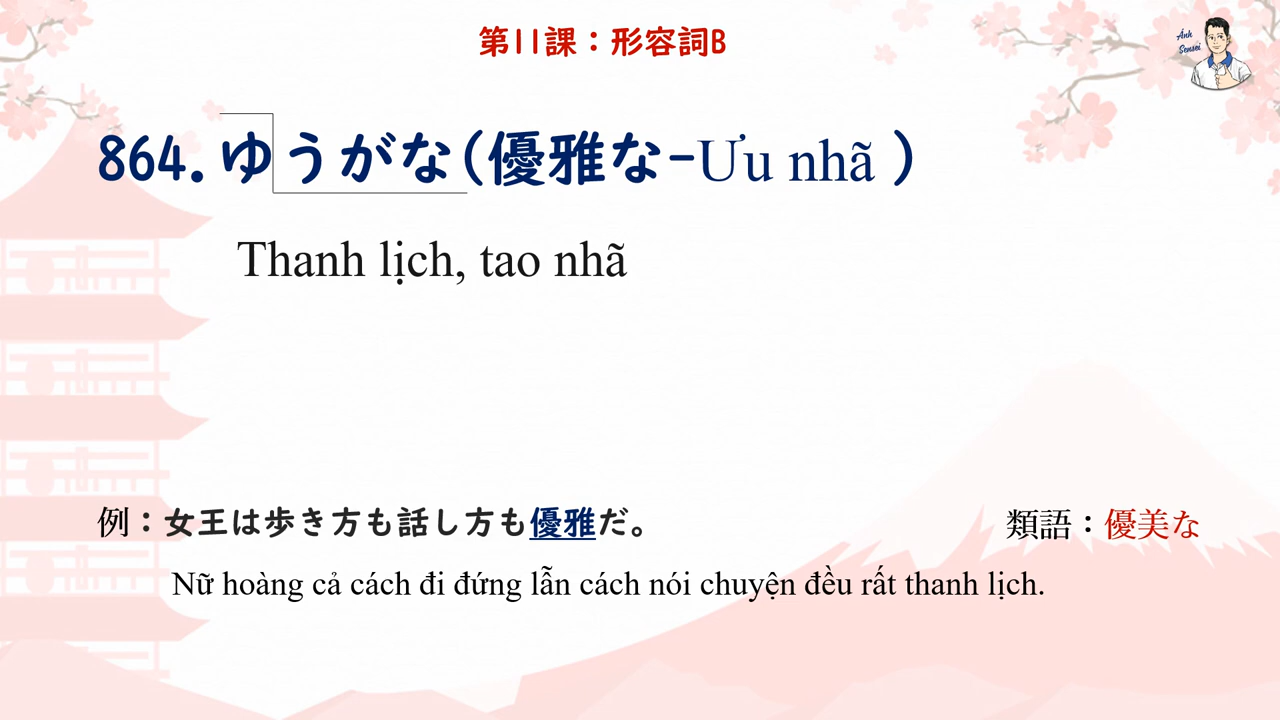 第11課：形容詞B
Anh
Sensei
864.ゆうがな(優雅な-Ưu nhã )
Thanh lịch, tao nhã
例：女王は歩き方も話し方も優雅だ。
類語：優美な
Nữ hoàng cả cách đi đứng lẫn cách nói chuyện đều rất thanh lịch.